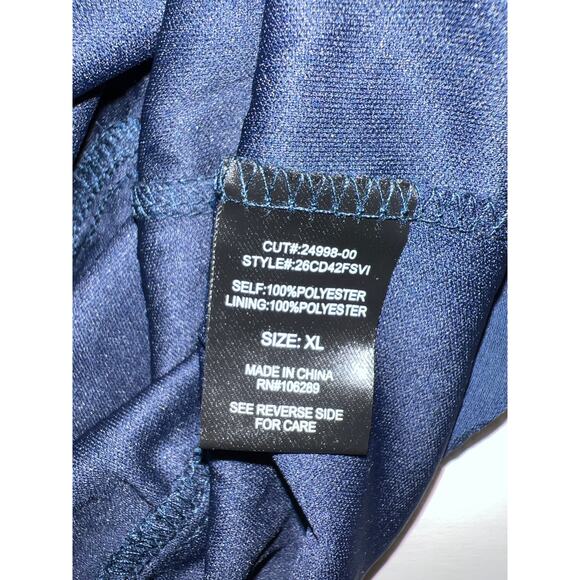 CUT#:24998-00
STYLE#:26CD42FSVI
SELF:100%POLYESTER
LINING:100%POLYESTER
SIZE: XL
MADE IN CHINA
RN#106289
SEE REVERSE SIDE
FOR CARE